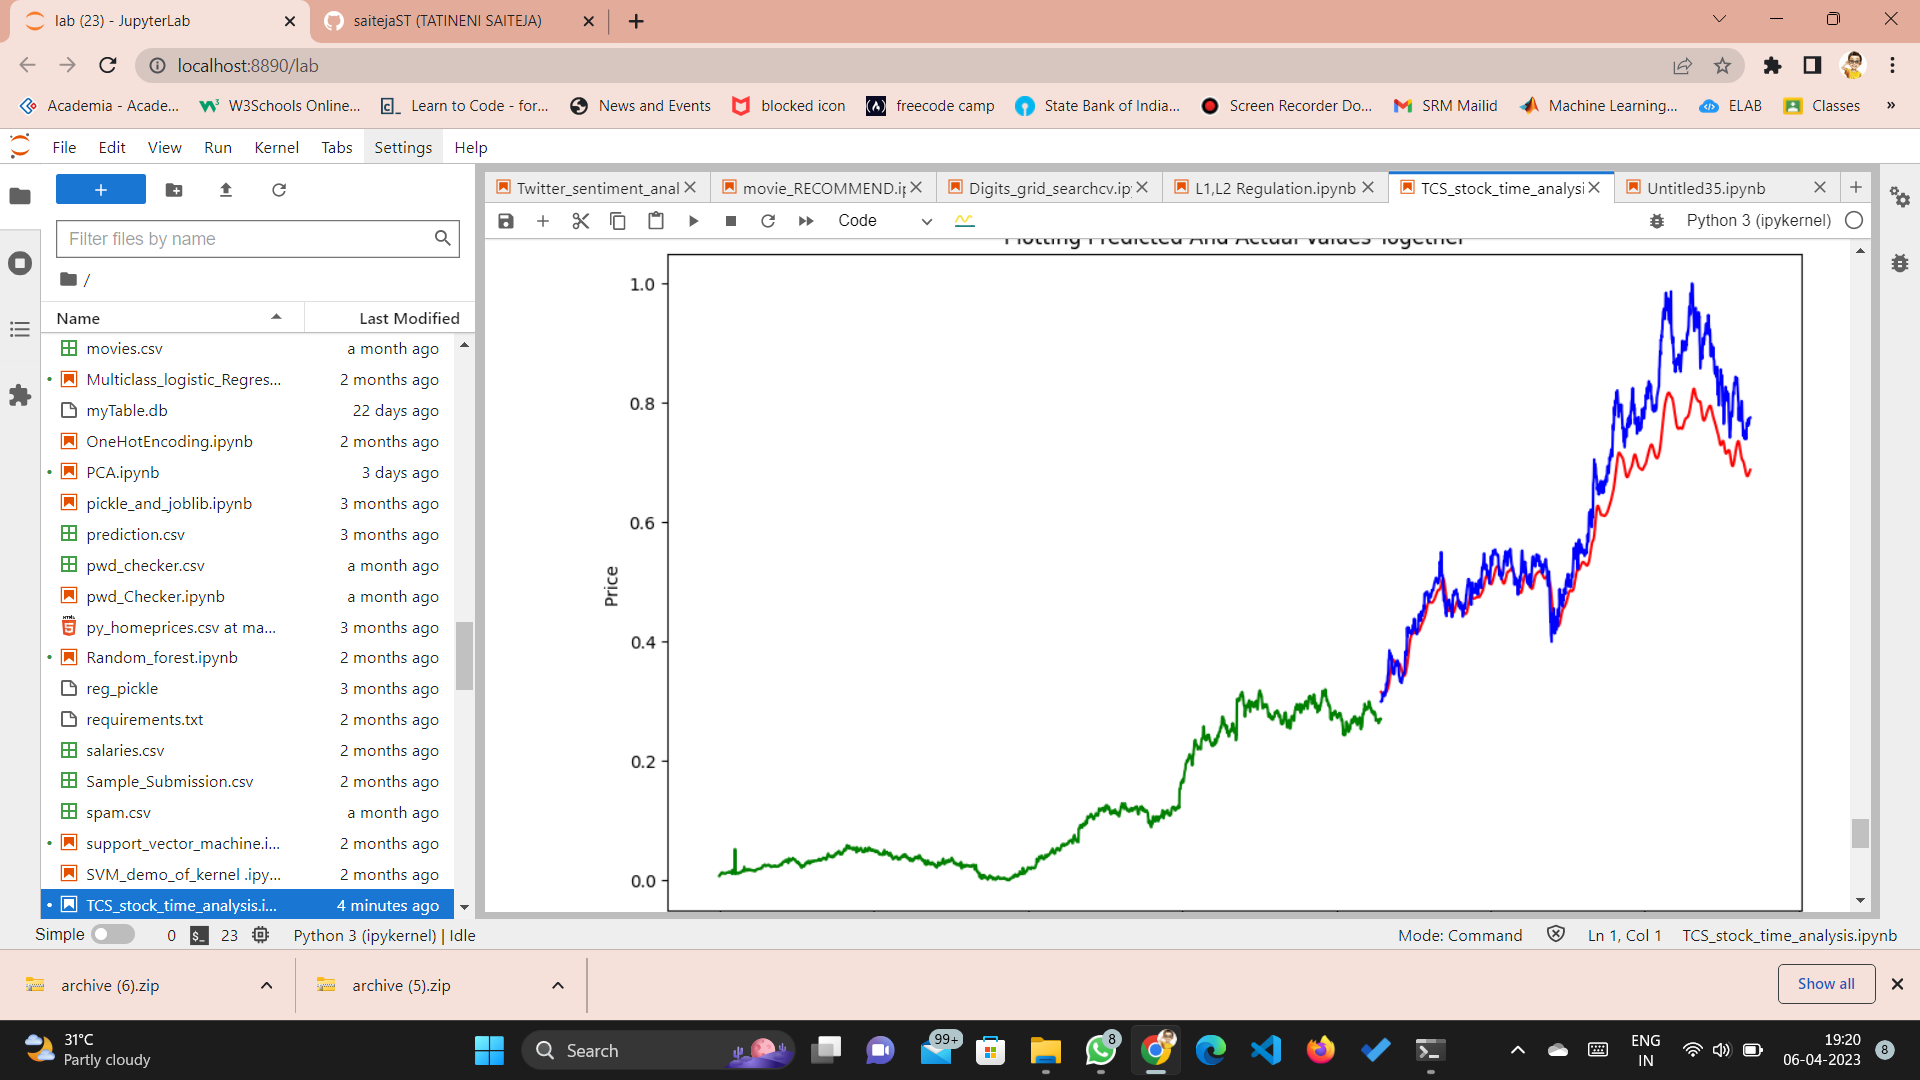 lab (23) - JupyterLab
saitejaST (TATINENI SAITEJA)
localhost:8890/lab
Academia - Acade...
W3Schools Online...
Learn to Code - for...
News and Events
blocked icon
freecode camp
State Bank of India...
Screen Recorder Do...
SRM Mailid
Machine Learning...
ELAB
Classes
»
File Edit View Run Kernel Tabs Settings Help
Filter files by name
/
Name Last Modified
movies.csv a month ago
Multiclass_logistic_Regres... 2 months ago
myTable.db 22 days ago
OneHotEncoding.ipynb 2 months ago
PCA.ipynb 3 days ago
pickle_and_joblib.ipynb 3 months ago
prediction.csv 3 months ago
pwd_checker.csv a month ago
pwd_Checker.ipynb a month ago
py_homeprices.csv at ma... 3 months ago
Random_forest.ipynb 2 months ago
reg_pickle 3 months ago
requirements.txt 2 months ago
salaries.csv 2 months ago
Sample_Submission.csv 2 months ago
spam.csv a month ago
support_vector_machine.i... 2 months ago
SVM_demo_of_kernel .ipy... 2 months ago
TCS_stock_time_analysis.i... 4 minutes ago
Twitter_sentiment_anal
movie_RECOMMEND.i
Digits_grid_searchcv.ip
L1,L2 Regulation.ipynb
TCS_stock_time_analysi
Untitled35.ipynb
Code
Python 3 (ipykernel)
Plotting Predicted And Actual Values Together
1.0
0.8
0.6
0.4
0.2
0.0
Price
Simple 0 $_ 23 Python 3 (ipykernel) | Idle
Mode: Command Ln 1, Col 1 TCS_stock_time_analysis.ipynb
archive (6).zip
archive (5).zip
Show all
31°C
Partly cloudy
Search
99+
8
ENG
IN
19:20
06-04-2023
8